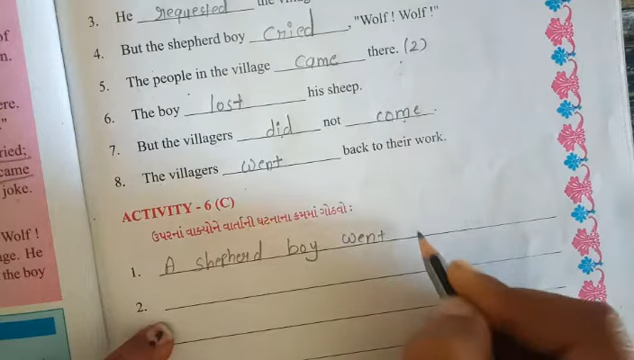 3. He requested the
4. But the shepherd boy cried, "Wolf! Wolf!"
5. The people in the village came there. (2)
6. The boy lost his sheep.
7. But the villagers did not come.
8. The villagers went back to their work.
ACTIVITY - 6 (C)
ઉપરનાં વાક્યોને વાર્તાની ઘટનાના ક્રમમાં ગોઠવો :
1. A shepherd boy went
2.
of
n.
ere.
"
ried;
came
joke.
Wolf!
age. He
the boy